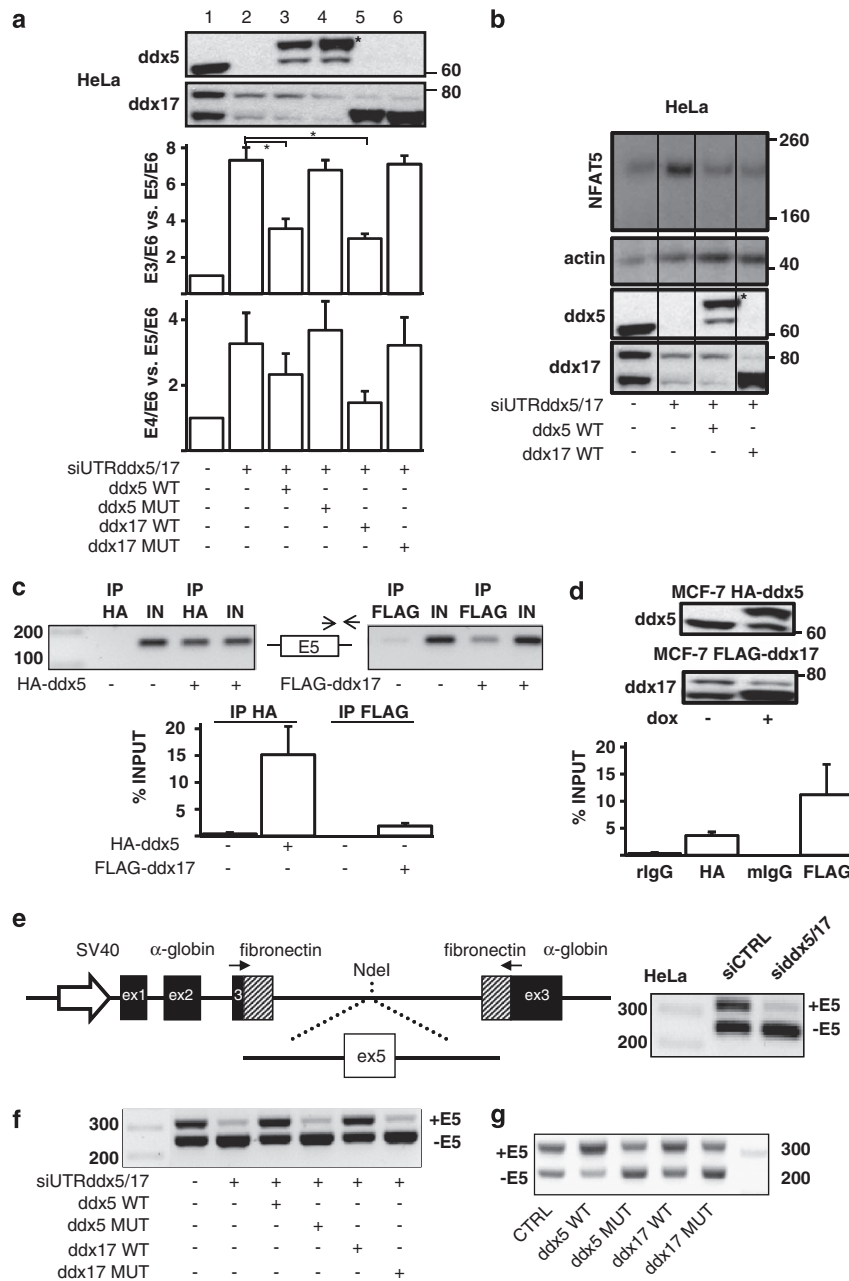 a
1 2 3 4 5 6
ddx5
*
60
HeLa
ddx17
80
* *
E3/E6 vs. E5/E6
8
6
4
2
E4/E6 vs. E5/E6
4
2
siUTRddx5/17 - + + + + +
ddx5 WT - - + - - -
ddx5 MUT - - - + - -
ddx17 WT - - - - + -
ddx17 MUT - - - - - +
b
HeLa
NFAT5
260
160
actin
40
ddx5
*
60
ddx17
80
siUTRddx5/17 - + + +
ddx5 WT - - + -
ddx17 WT - - - +
c
IP HA IN IP HA IN
200
100
HA-ddx5 - - + +
E5
IP FLAG IN IP FLAG IN
FLAG-ddx17 - - + +
IP HA IP FLAG
% INPUT
20
15
10
5
HA-ddx5 - + - -
FLAG-ddx17 - - - +
d
MCF-7 HA-ddx5
ddx5
60
MCF-7 FLAG-ddx17
ddx17
80
dox - +
% INPUT
20
15
10
5
rIgG HA mIgG FLAG
e
SV40 α-globin fibronectin NdeI fibronectin α-globin
ex1 ex2 3 ex3
ex5
HeLa siCTRL siddx5/17
300 +E5
200 -E5
f
300 +E5
200 -E5
siUTRddx5/17 - + + + + +
ddx5 WT - - + - - -
ddx5 MUT - - - + - -
ddx17 WT - - - - + -
ddx17 MUT - - - - - +
g
+E5 300
-E5 200
CTRL ddx5 WT ddx5 MUT ddx17 WT ddx17 MUT